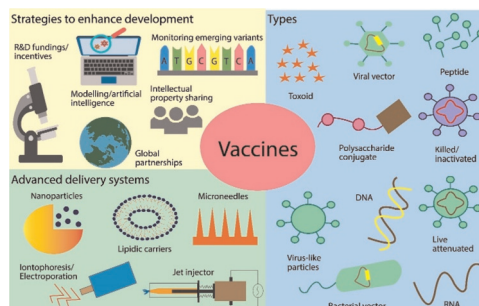 Strategies to enhance development
R&D fundings/
incentives
Monitoring emerging variants
A T G C G T C A
Modelling/artificial
intelligence
Intellectual
property sharing
Global
partnerships
Vaccines
Types
Toxoid
Viral vector
Peptide
Polysaccharide
conjugate
Killed/
inactivated
Virus-like
particles
DNA
Live
attenuated
Bacterial vector
RNA
Advanced delivery systems
Nanoparticles
Lipidic carriers
Microneedles
Iontophoresis/
Electroporation
Jet injector